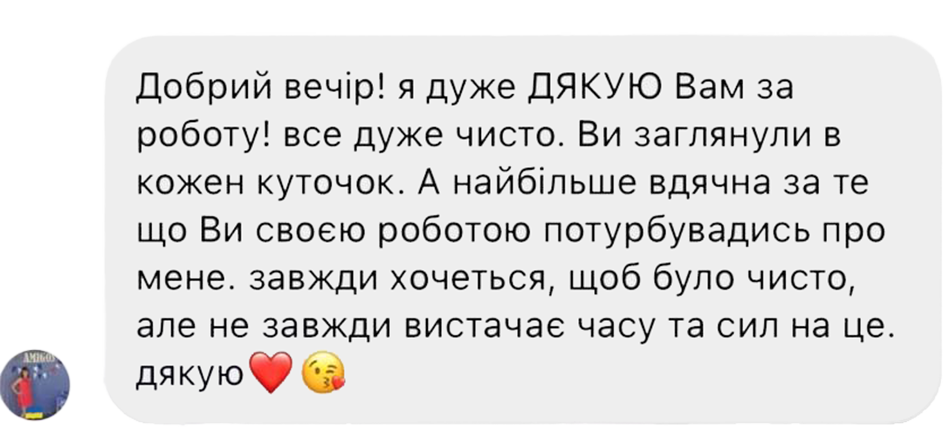 Добрий вечір! я дуже ДЯКУЮ Вам за
роботу! все дуже чисто. Ви заглянули в
кожен куточок. А найбільше вдячна за те
що Ви своєю роботою потурбувадись про
мене. завжди хочеться, щоб було чисто,
але не завжди вистачає часу та сил на це.
дякую❤️😘
AMIGO